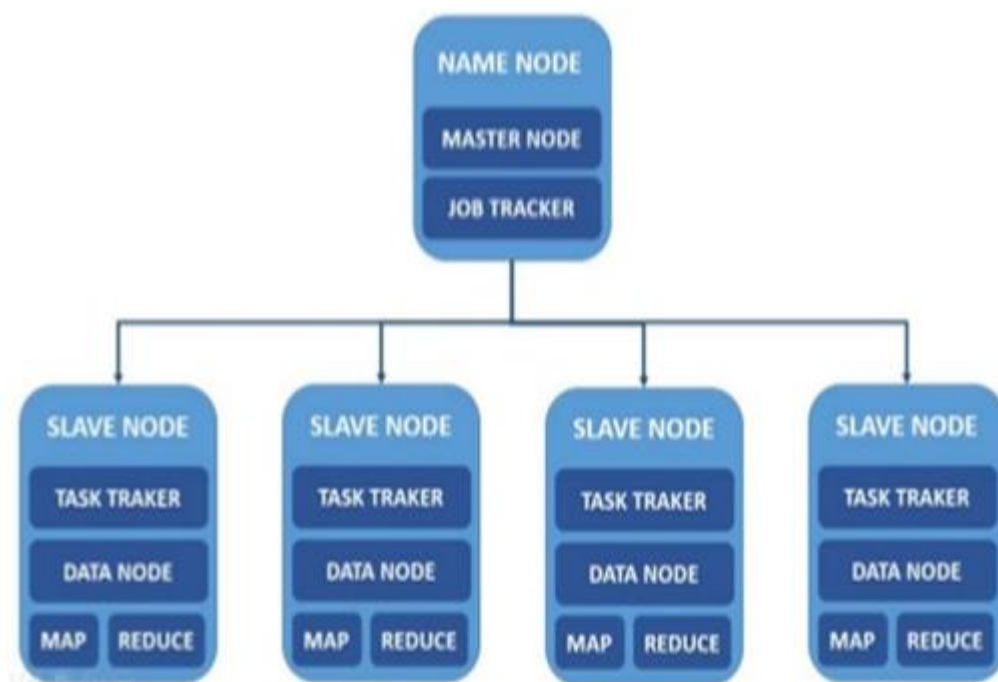 NAME NODE
MASTER NODE
JOB TRACKER
SLAVE NODE
TASK TRAKER
DATA NODE
MAP REDUCE
SLAVE NODE
TASK TRAKER
DATA NODE
MAP REDUCE
SLAVE NODE
TASK TRAKER
DATA NODE
MAP REDUCE
SLAVE NODE
TASK TRAKER
DATA NODE
MAP REDUCE